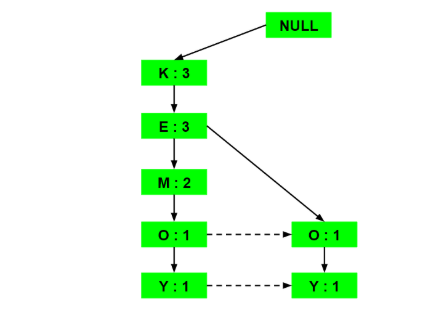 NULL
K : 3
E : 3
M : 2
O : 1
O : 1
Y : 1
Y : 1